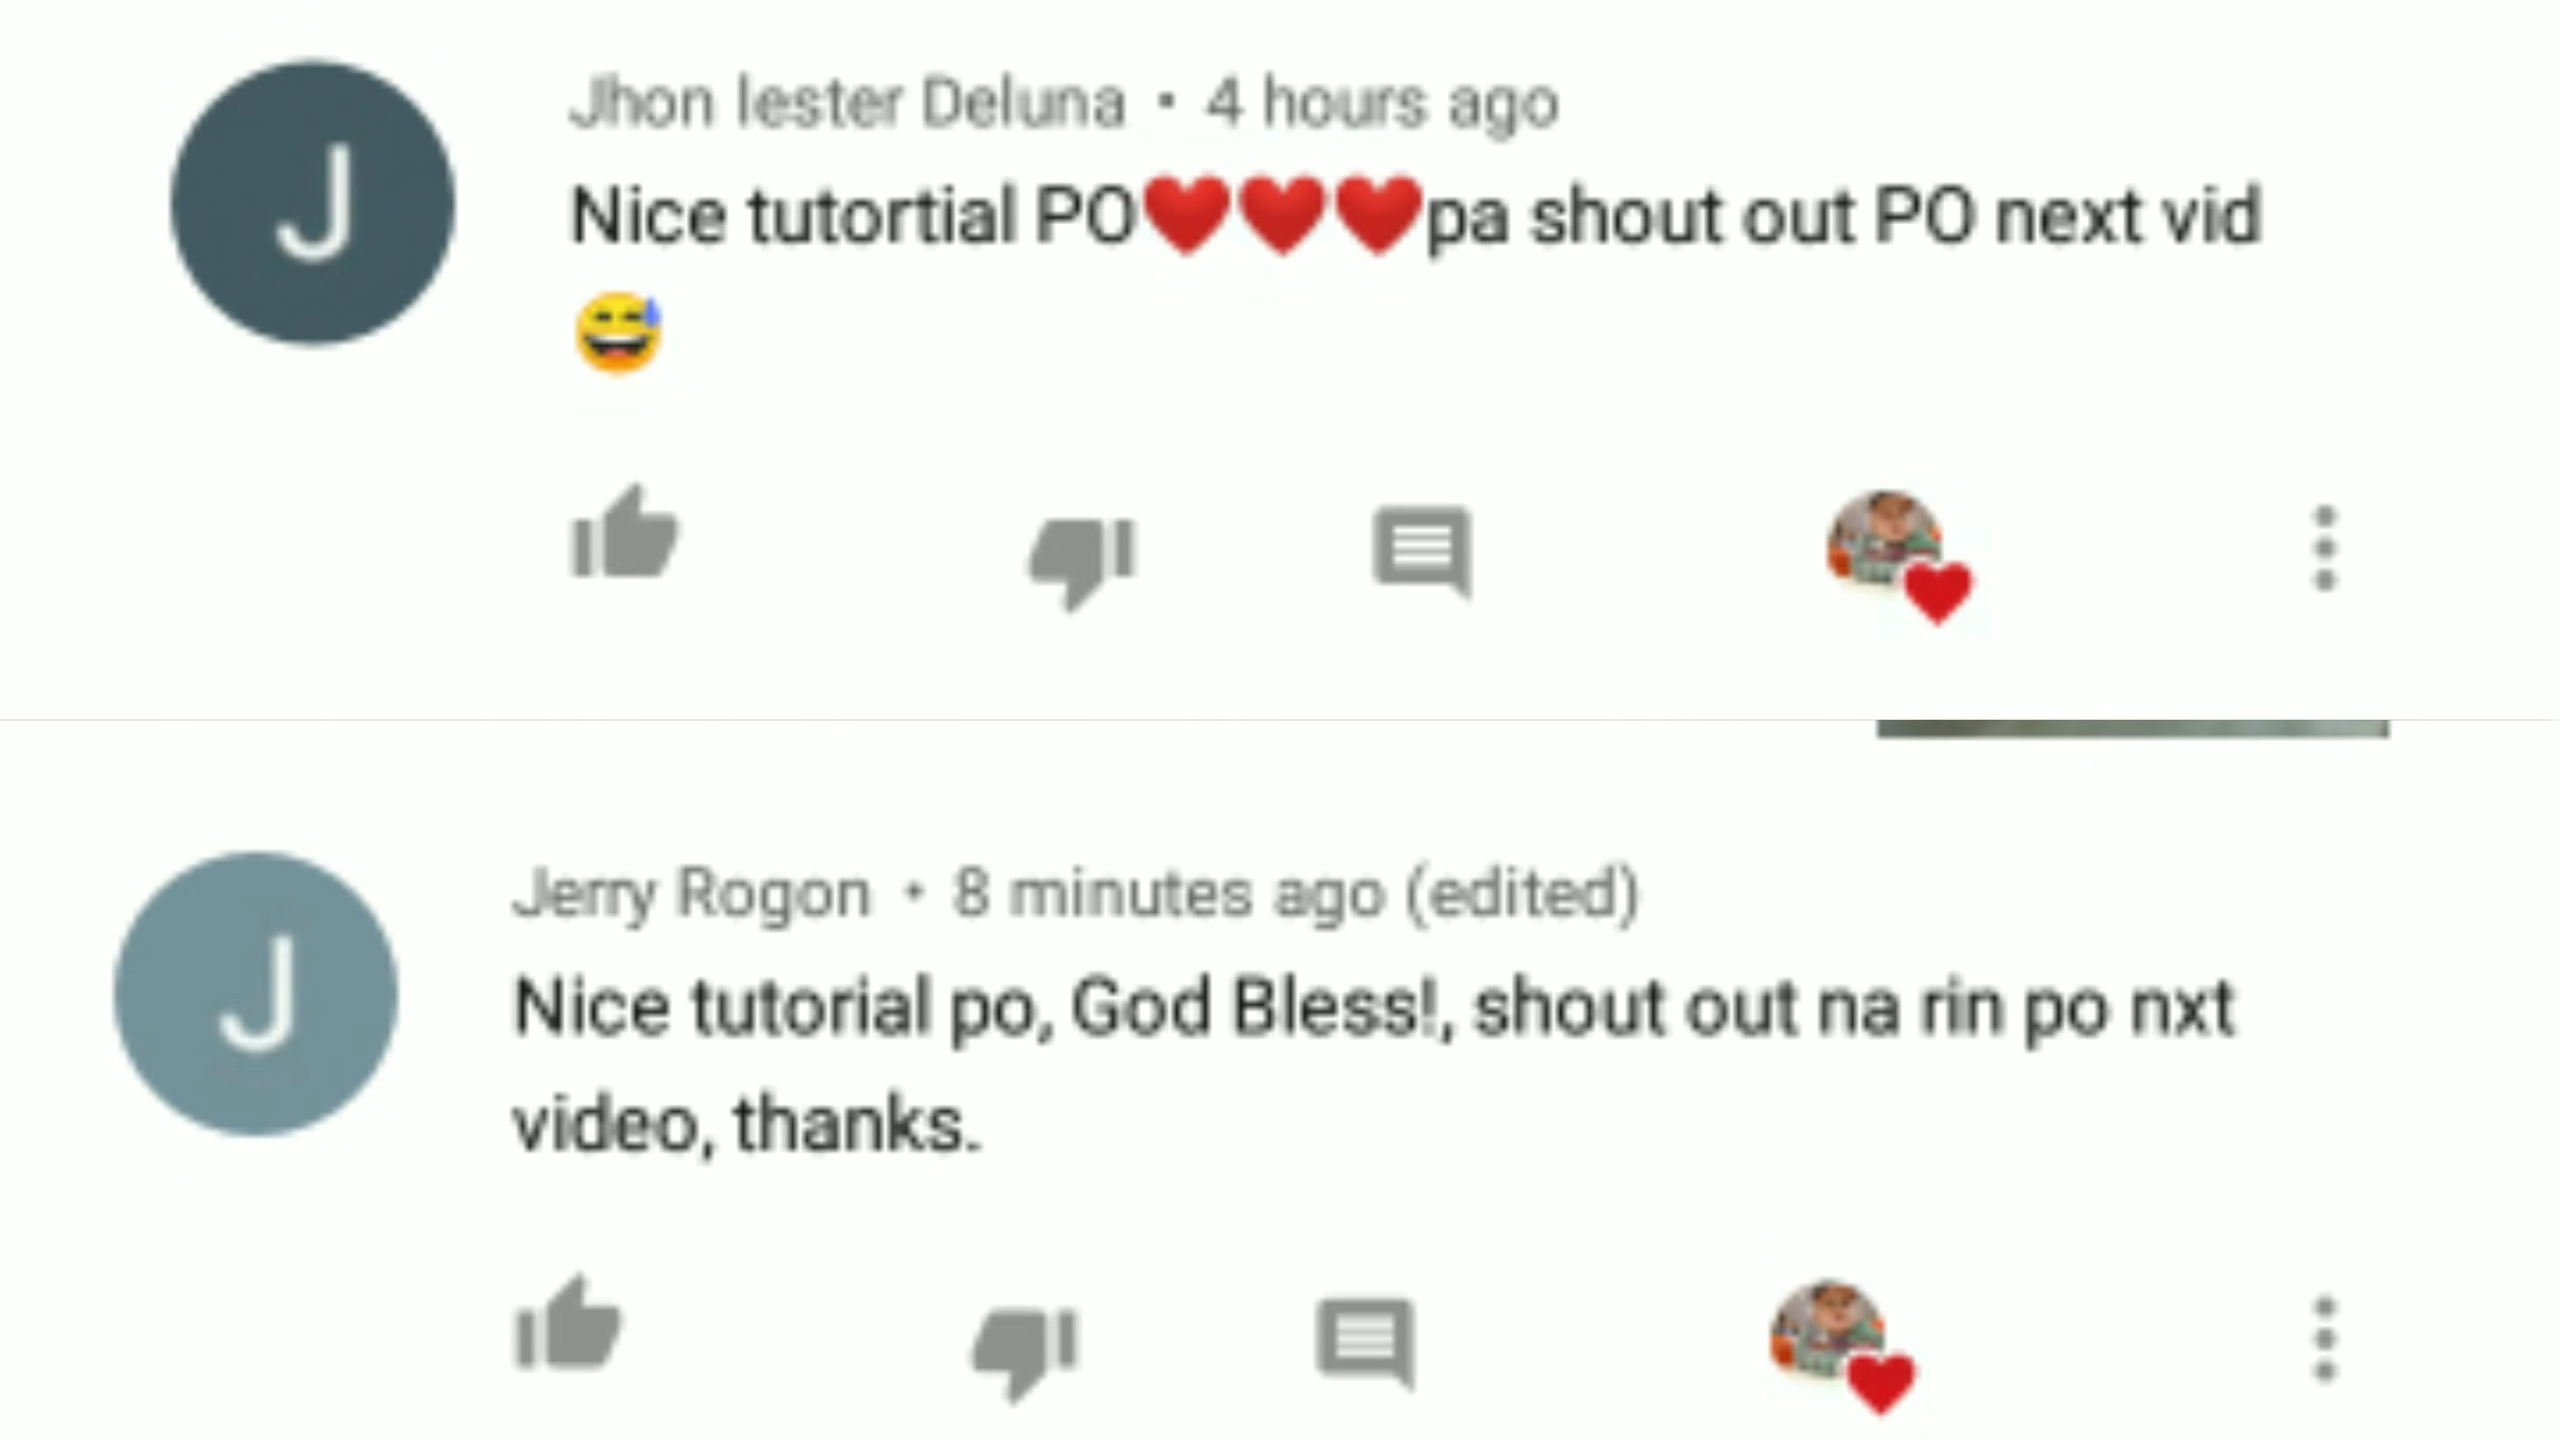 J
Jhon lester Deluna • 4 hours ago
Nice tutortial PO❤️❤️❤️pa shout out PO next vid
😅
J
Jerry Rogon • 8 minutes ago (edited)
Nice tutorial po, God Bless!, shout out na rin po nxt
video, thanks.